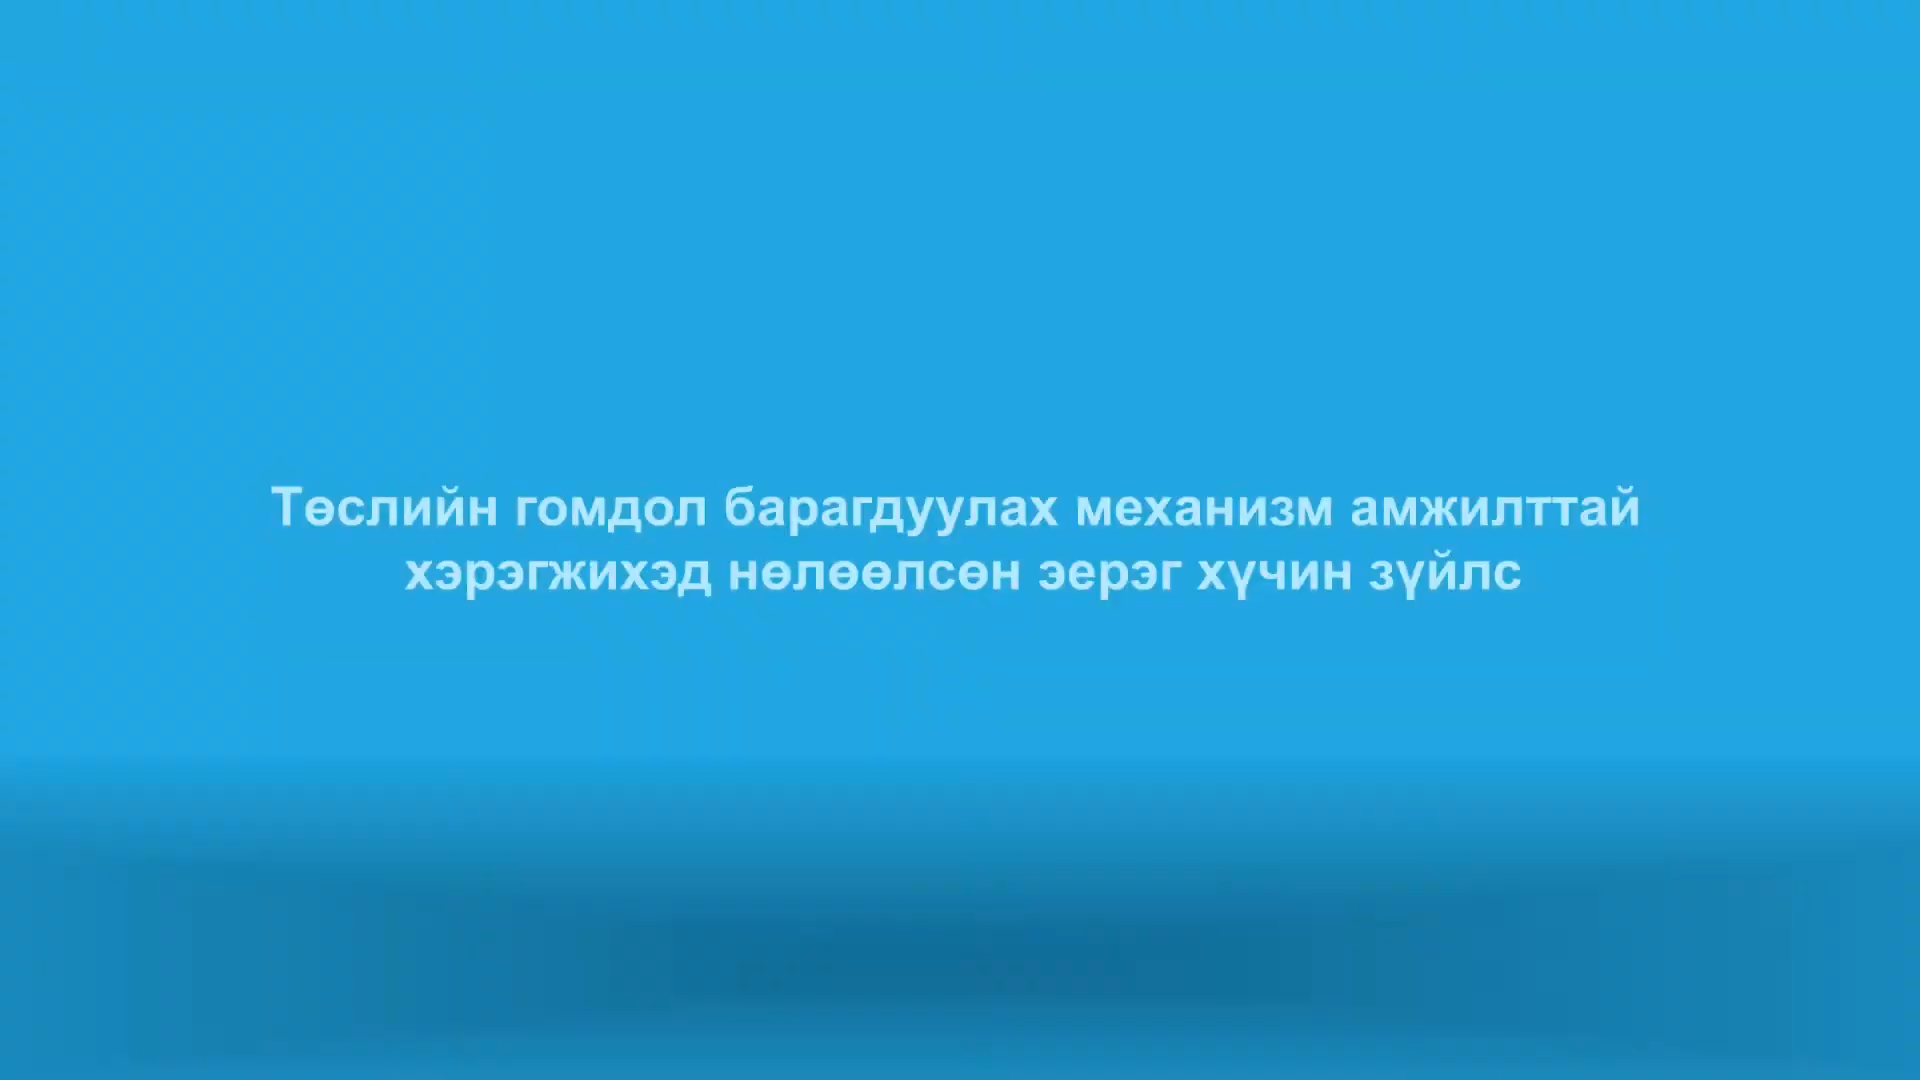 Төслийн гомдол барагдуулах механизм амжилттай
хэрэгжихэд нөлөөлсөн эерэг хүчин зүйлс